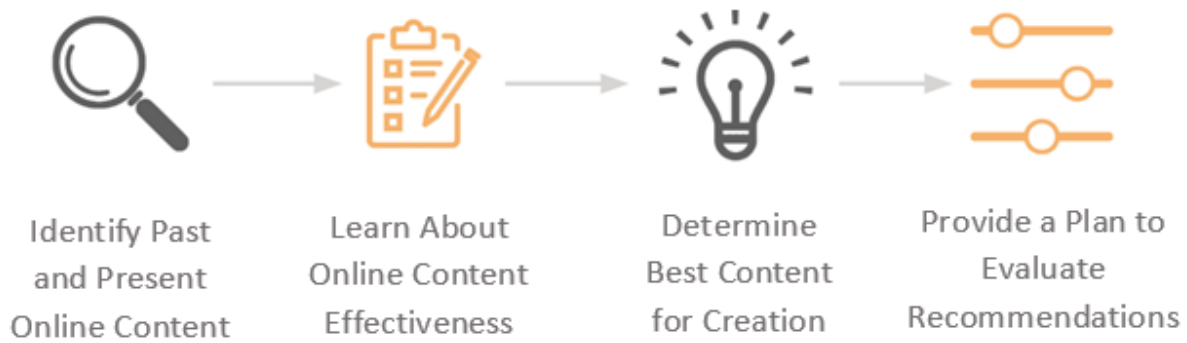 Identify Past
and Present
Online Content
Learn About
Online Content
Effectiveness
Determine
Best Content
for Creation
Provide a Plan to
Evaluate
Recommendations